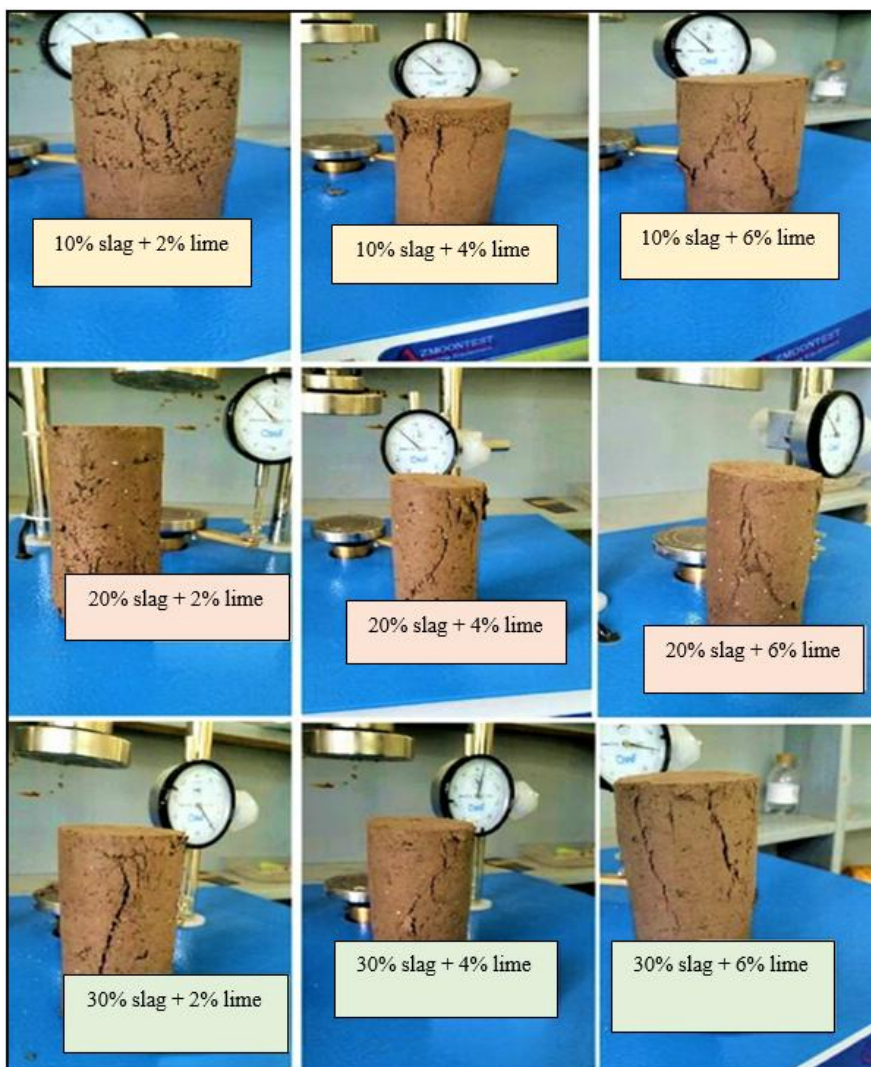 10% slag + 2% lime
10% slag + 4% lime
10% slag + 6% lime
ZMOONTEST
20% slag + 2% lime
20% slag + 4% lime
20% slag + 6% lime
30% slag + 2% lime
30% slag + 4% lime
30% slag + 6% lime